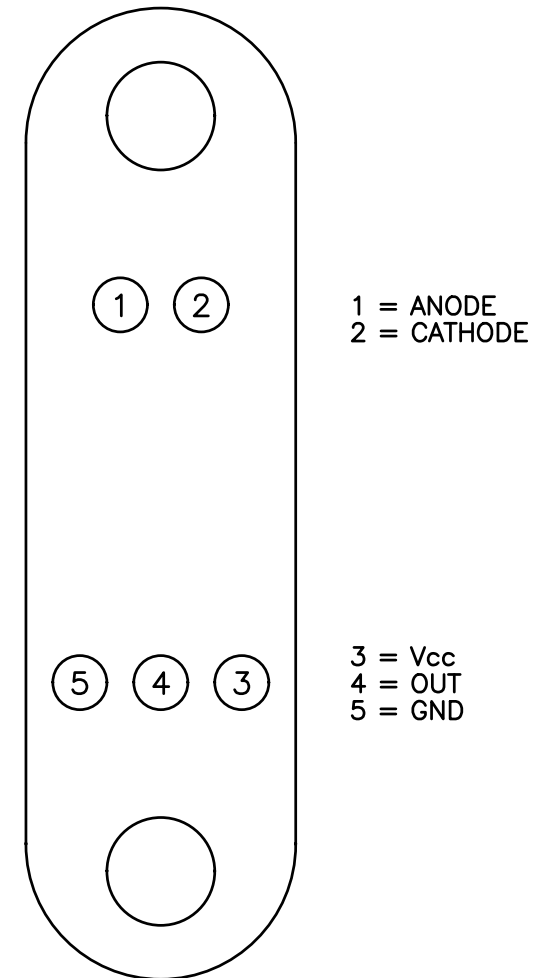 1 2
1 = ANODE
2 = CATHODE
5 4 3
3 = Vcc
4 = OUT
5 = GND